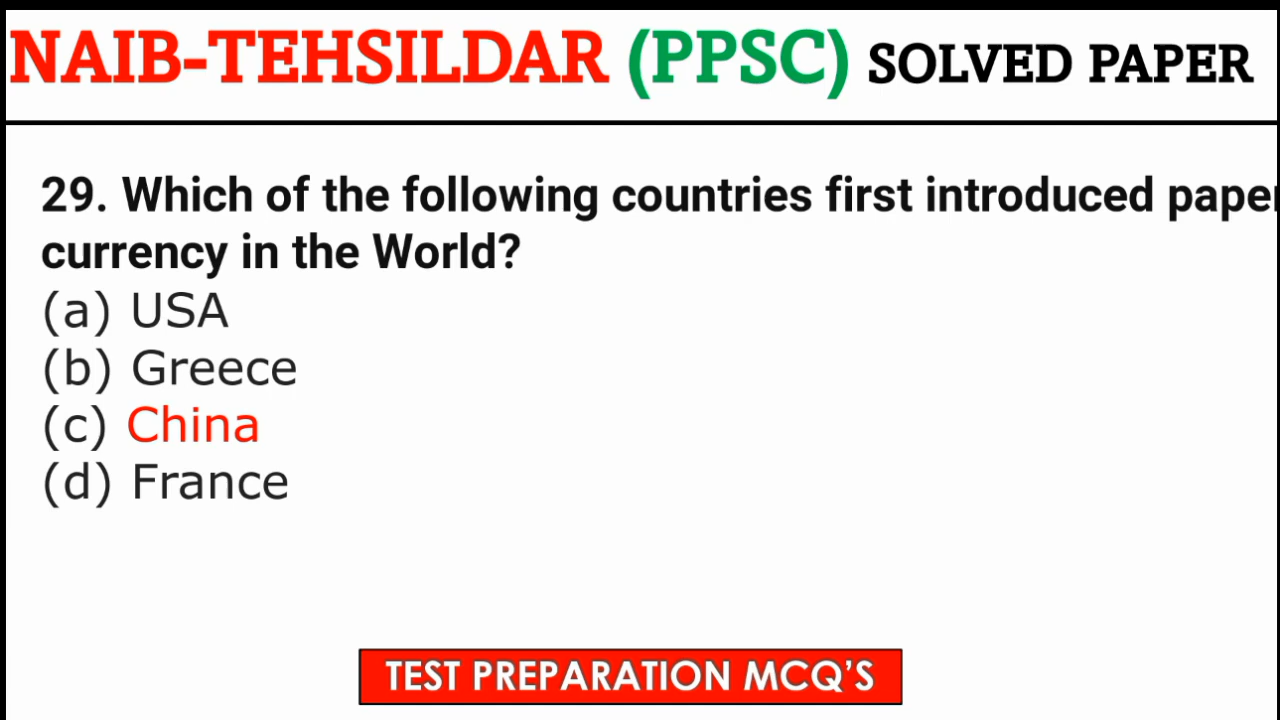 NAIB-TEHSILDAR (PPSC) SOLVED PAPER
29. Which of the following countries first introduced paper
currency in the World?
(a) USA
(b) Greece
(c) China
(d) France
TEST PREPARATION MCQ'S